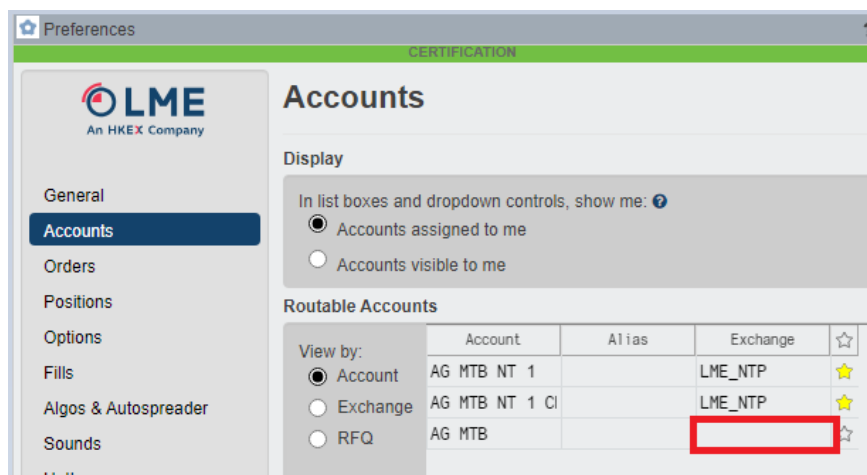 Preferences
CERTIFICATION
LME
An HKEX Company
Accounts
Display
General
In list boxes and dropdown controls, show me:
Accounts
Accounts assigned to me
Orders
Accounts visible to me
Positions
Routable Accounts
Options
View by:
Account Alias Exchange
Fills
Account
AG MTB NT 1 LME_NTP
Algos & Autospreader
Exchange
AG MTB NT 1 LME_NTP
Sounds
RFQ
AG MTB